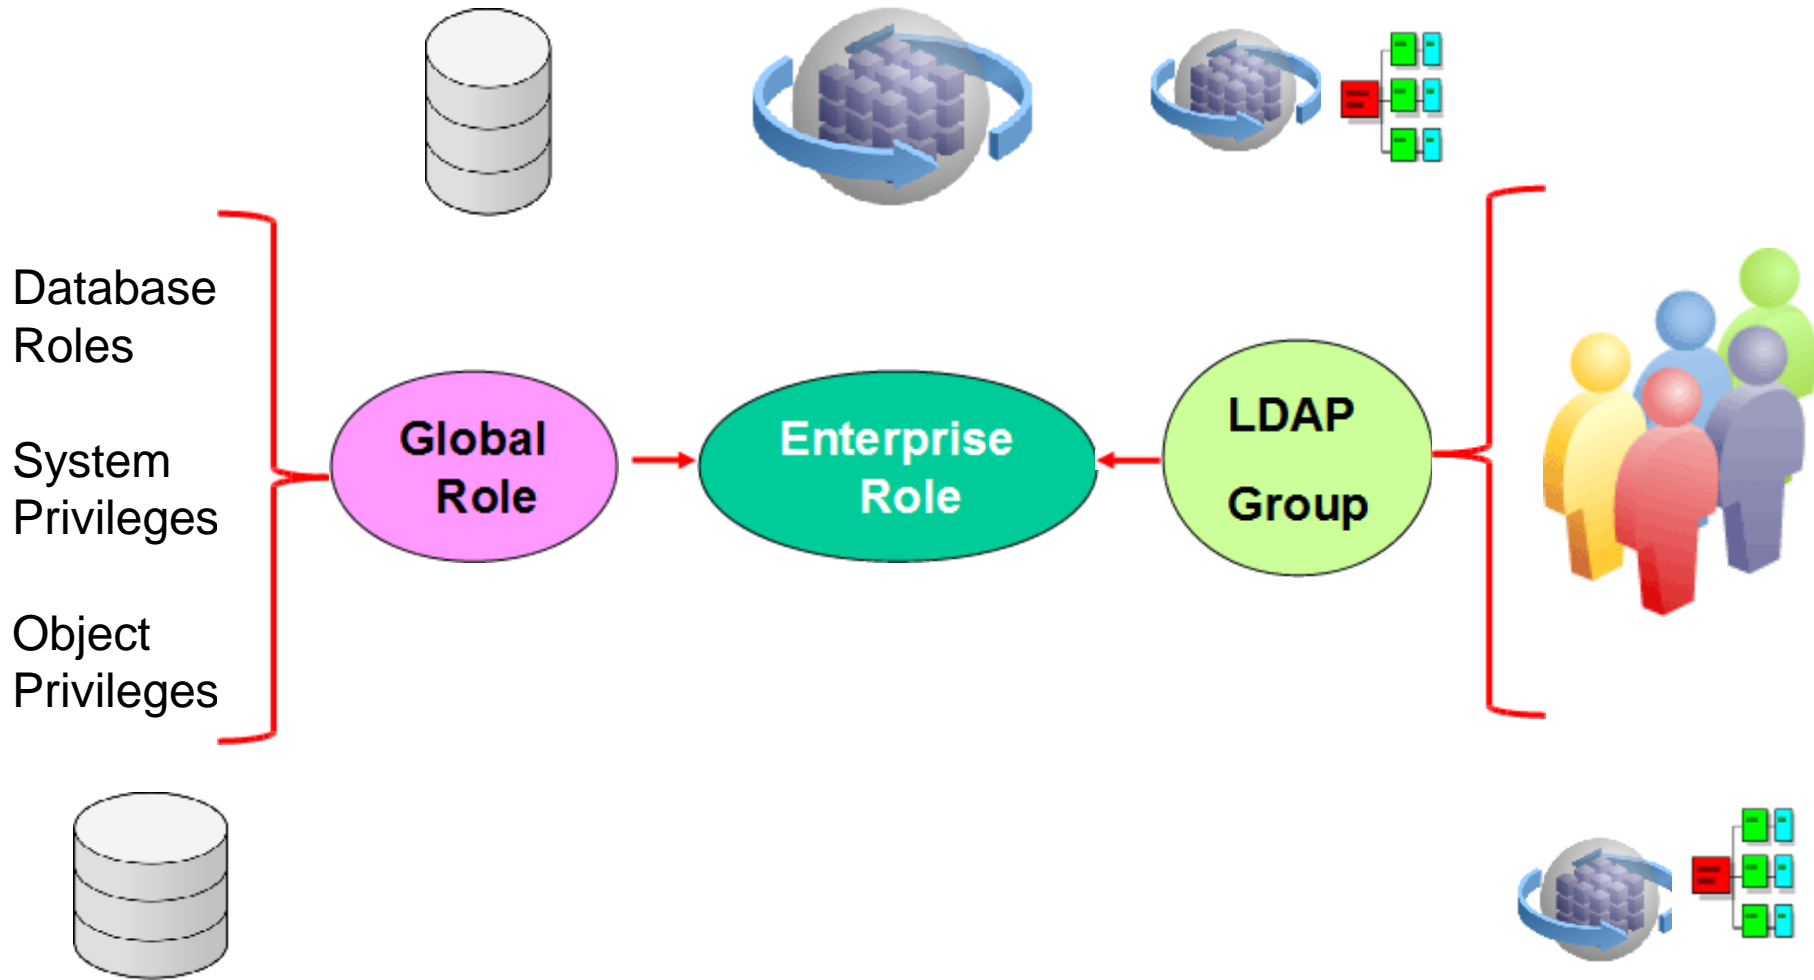 Database
Roles
System
Privileges
Object
Privileges
Global
Role
Enterprise
Role
LDAP
Group